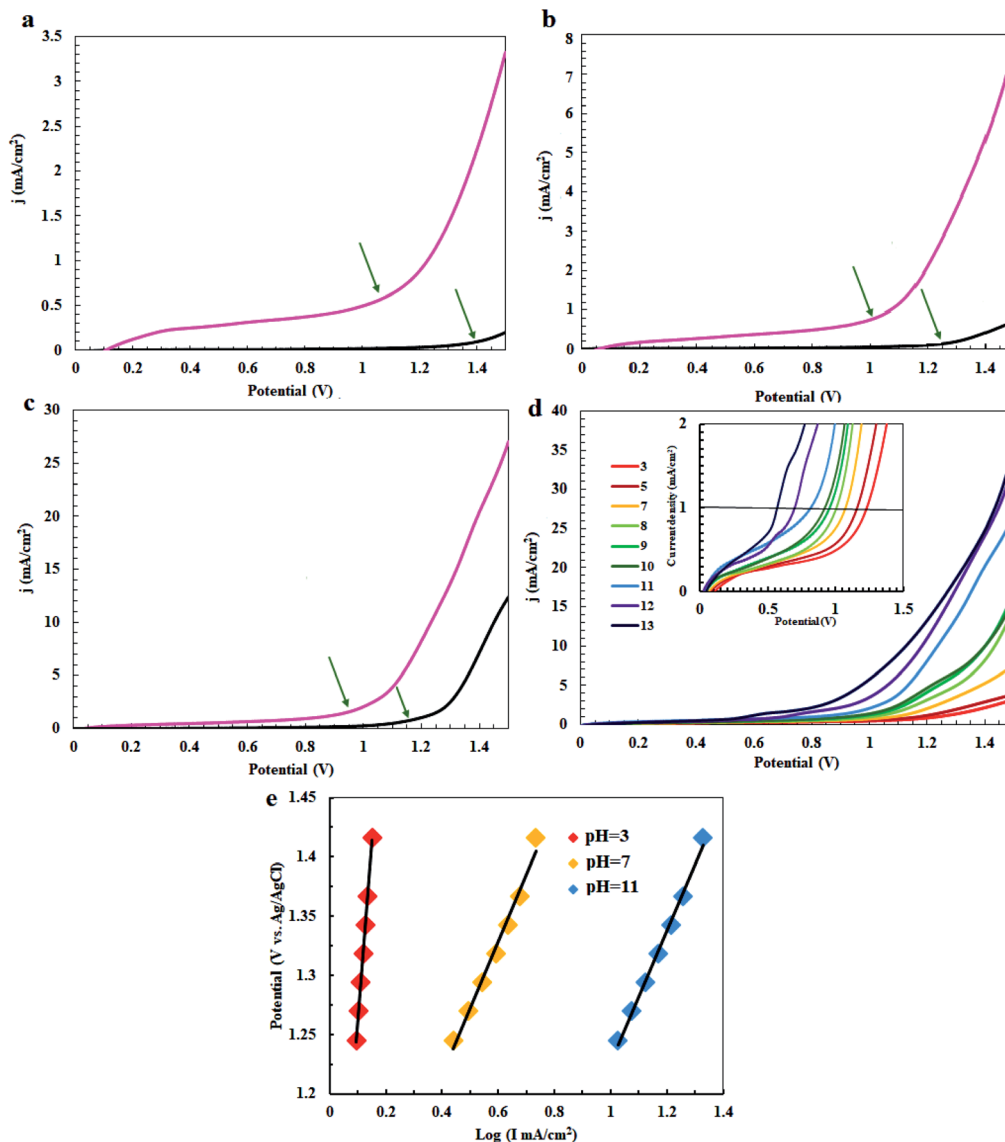 a
3.5
3
2.5
2
1.5
1
0.5
0
j (mA/cm²)
0 0.2 0.4 0.6 0.8 1 1.2 1.4
Potential (V)
b
8
7
6
5
4
3
2
1
0
j (mA/cm²)
0 0.2 0.4 0.6 0.8 1 1.2 1.4
Potential (V)
c
30
25
20
15
10
5
0
j (mA/cm²)
0 0.2 0.4 0.6 0.8 1 1.2 1.4
Potential (V)
d
40
35
30
25
20
15
10
5
0
j (mA/cm²)
3
5
7
8
9
10
11
12
13
2
1
0
Current density (mA/cm²)
0 0.5 1 1.5
Potential (V)
0 0.2 0.4 0.6 0.8 1 1.2 1.4
Potential (V)
e
1.45
1.4
1.35
1.3
1.25
1.2
Potential (V vs. Ag/AgCl)
pH=3
pH=7
pH=11
0 0.2 0.4 0.6 0.8 1 1.2 1.4
Log (I mA/cm²)